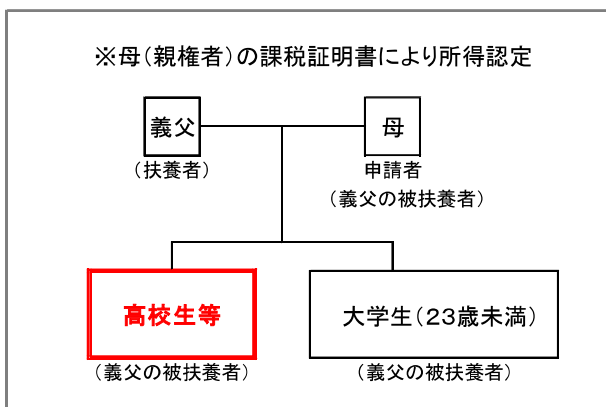 ※母(親権者)の課税証明書により所得認定
義父
母
(扶養者)
申請者
(義父の被扶養者)
高校生等
大学生(23歳未満)
(義父の被扶養者)
(義父の被扶養者)